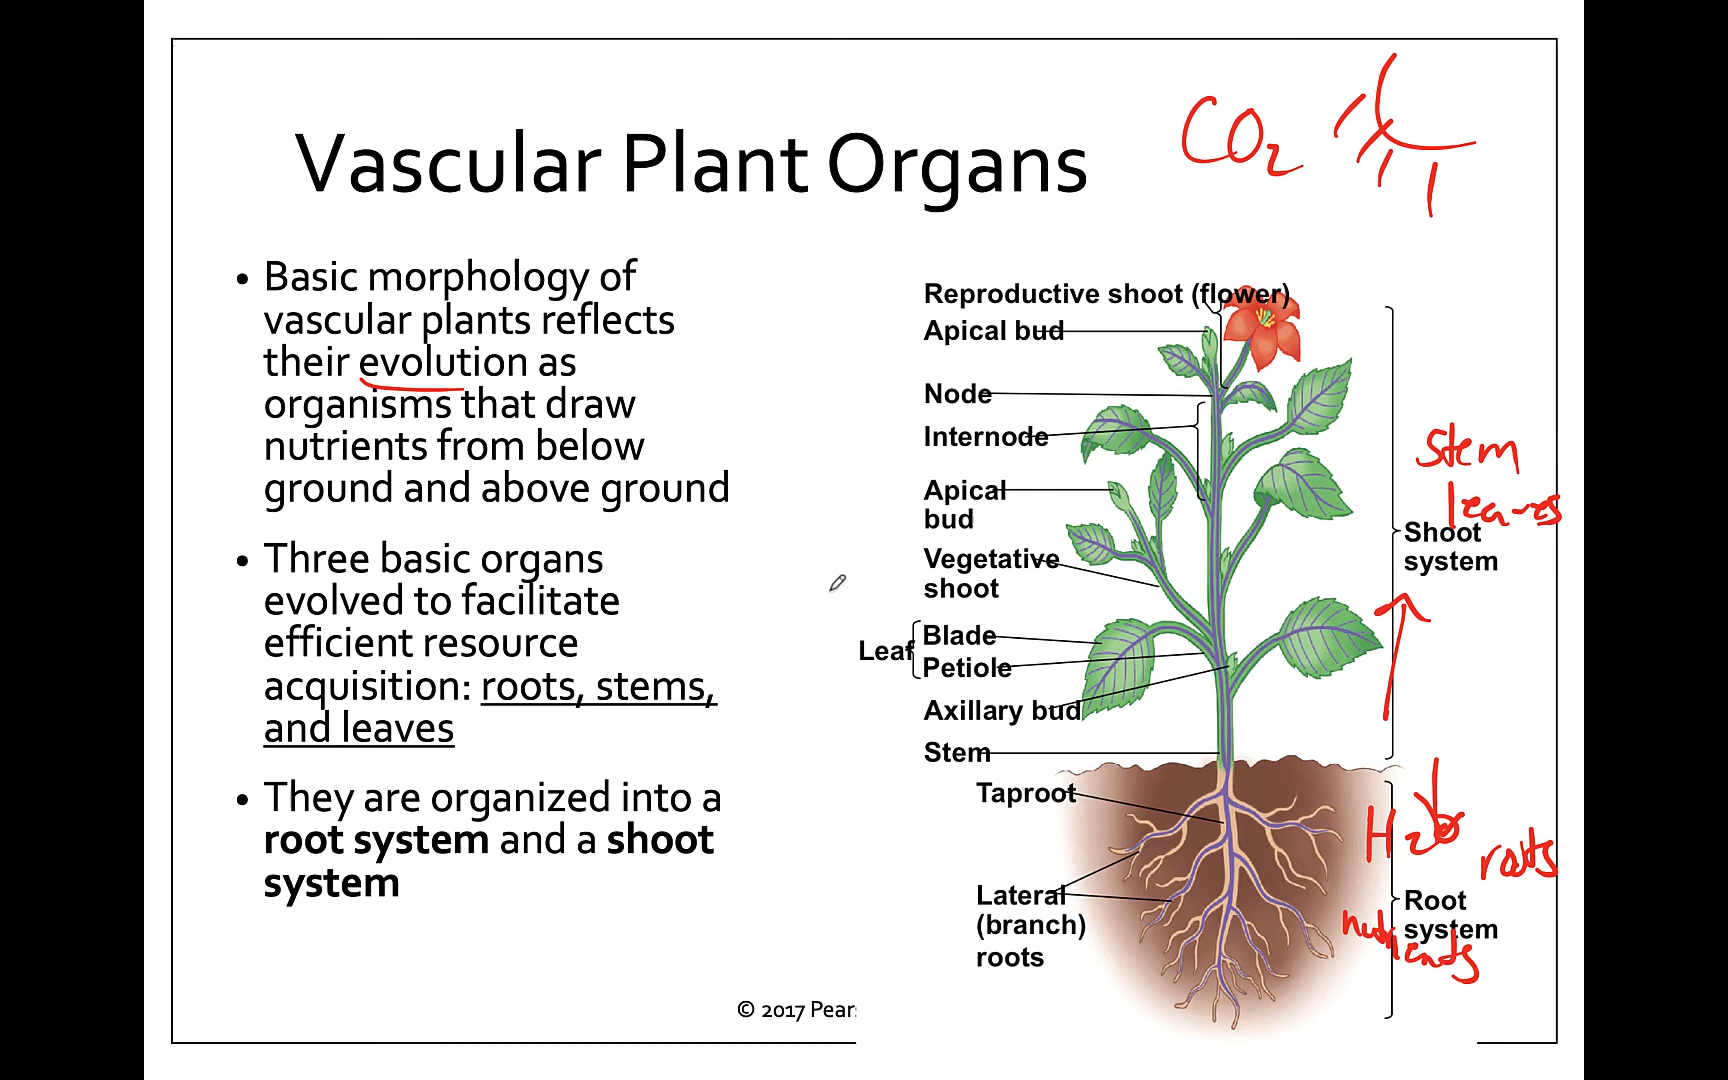 Vascular Plant Organs
CO2
• Basic morphology of
vascular plants reflects
their evolution as
organisms that draw
nutrients from below
ground and above ground
• Three basic organs
evolved to facilitate
efficient resource
acquisition: roots, stems,
and leaves
• They are organized into a
root system and a shoot
system
Reproductive shoot (flower)
Apical bud
Node
Internode
Apical
bud
Vegetative
shoot
Leaf
Blade
Petiole
Axillary bud
Stem
Taproot
Lateral
(branch)
roots
stem
leaves
Shoot
system
H2O
roots
Root
system
nutrients
© 2017 Pears